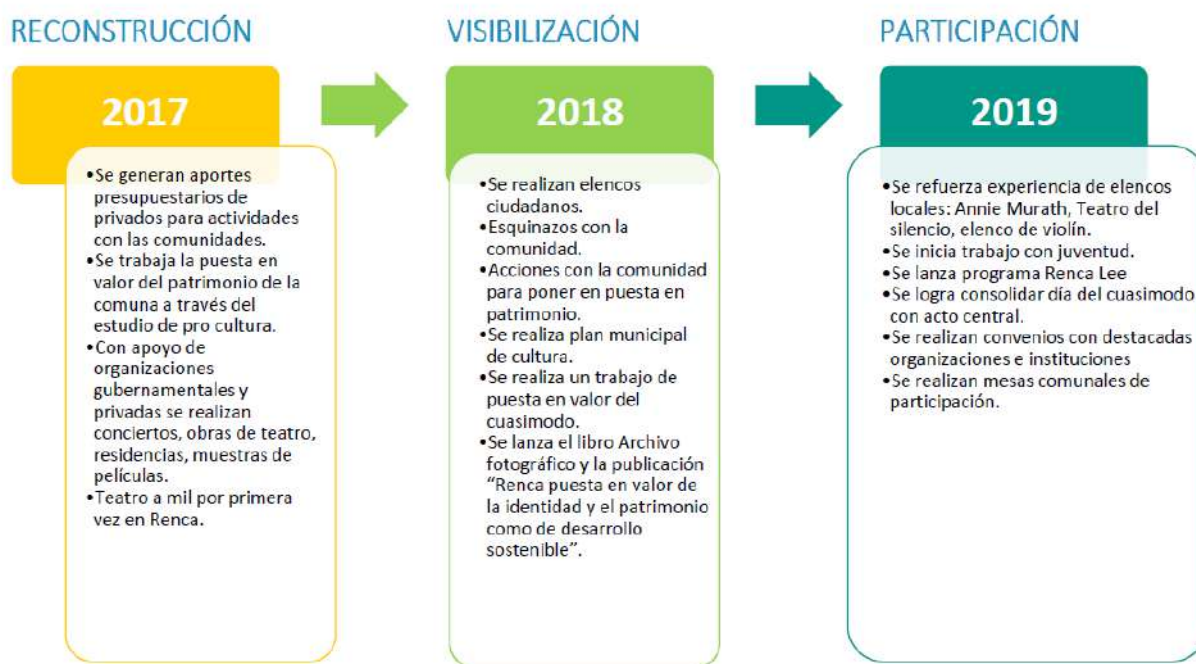 RECONSTRUCCIÓN
2017
•Se generan aportes
presupuestarios de
privados para actividades
con las comunidades.
•Se trabaja la puesta en
valor del patrimonio de la
comuna a través del
estudio de pro cultura.
•Con apoyo de
organizaciones
gubernamentales y
privadas se realizan
conciertos, obras de teatro,
residencias, muestras de
películas.
•Teatro a mil por primera
vez en Renca.
VISIBILIZACIÓN
2018
•Se realizan elencos
ciudadanos.
•Esquinazos con la
comunidad.
•Acciones con la comunidad
para poner en puesta en
patrimonio.
•Se realiza plan municipal
de cultura.
•Se realiza un trabajo de
puesta en valor del
cuasimodo.
•Se lanza el libro Archivo
fotográfico y la publicación
“Renca puesta en valor de
la identidad y el patrimonio
como de desarrollo
sostenible”.
PARTICIPACIÓN
2019
•Se refuerza experiencia de elencos
locales: Annie Murath, Teatro del
silencio, elenco de violín.
•Se inicia trabajo con juventud.
•Se lanza programa Renca Lee
•Se logra consolidar día del cuasimodo
con acto central.
•Se realizan convenios con destacadas
organizaciones e instituciones
•Se realizan mesas comunales de
participación.